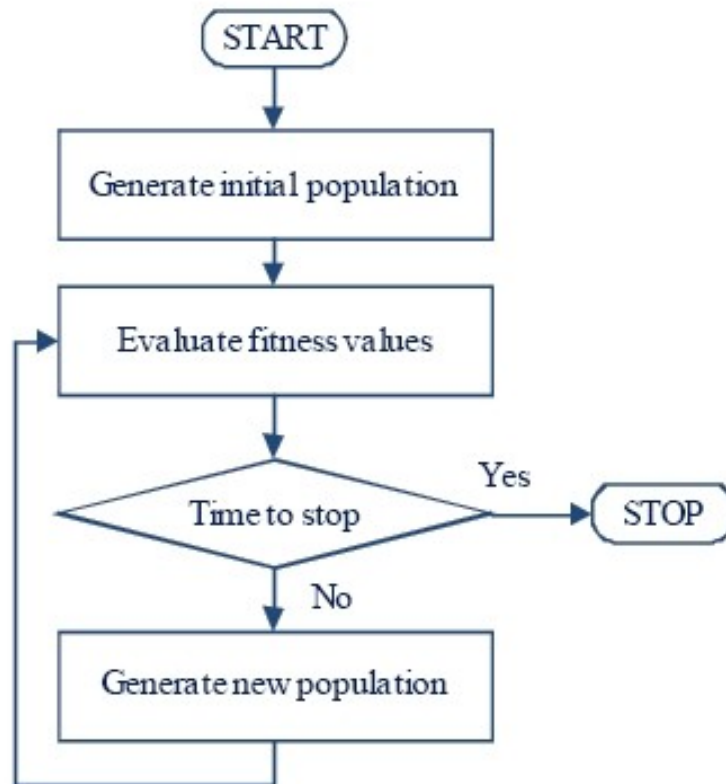 START
Generate initial population
Evaluate fitness values
Time to stop
Yes
STOP
No
Generate new population